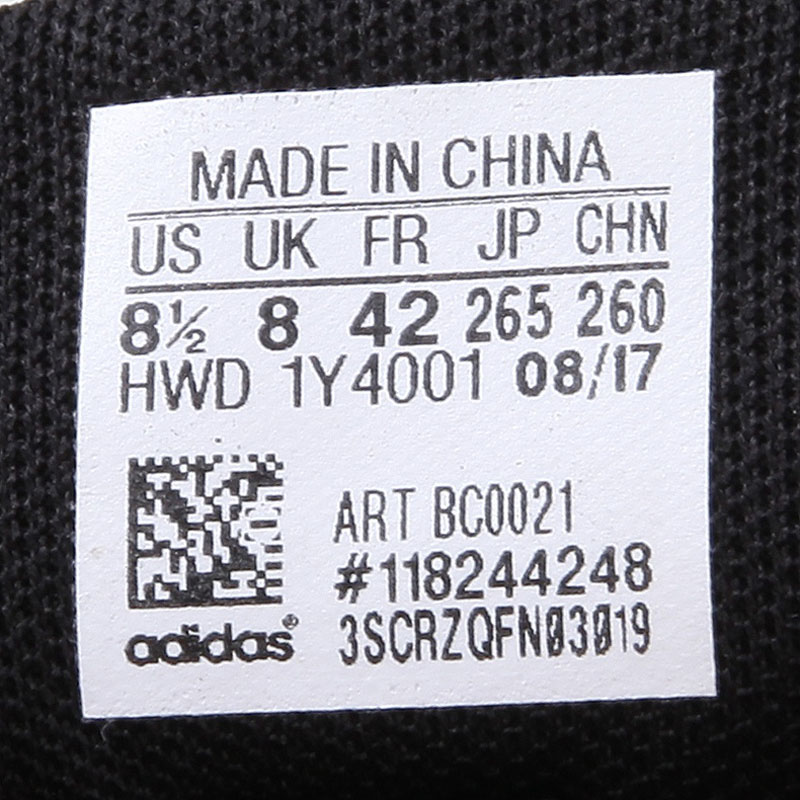 MADE IN CHINA
US UK FR JP CHN
8½ 8 42 265 260
HWD 1Y4001 08/17
ART BC0021
#118244248
adidas® 3SCRZQFN03019